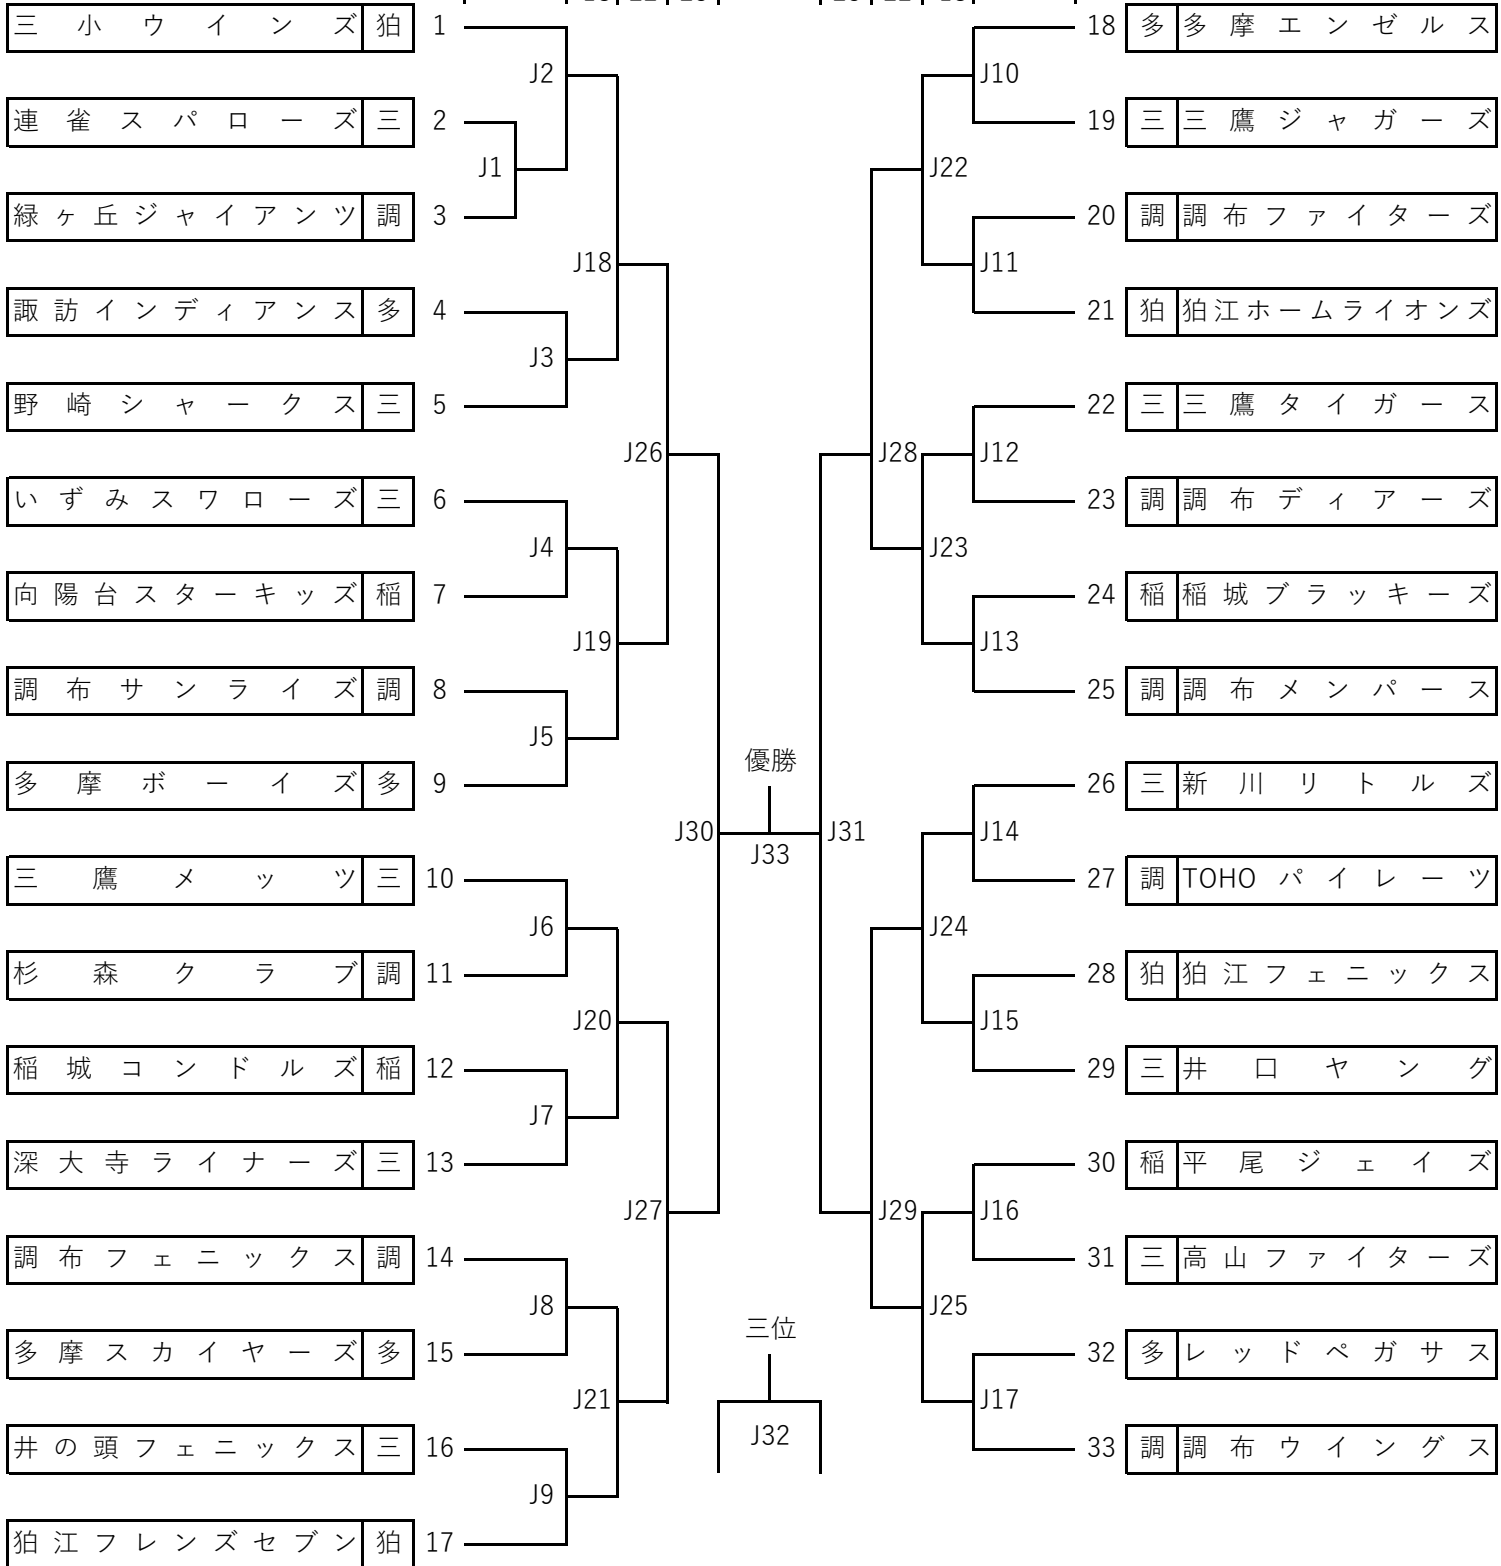 三小ウインズ 狛 1
連雀スパローズ 三 2
緑ヶ丘ジャイアンツ 調 3
諏訪インディアンス 多 4
野崎シャークス 三 5
いずみスワローズ 三 6
向陽台スターキッズ 稲 7
調布サンライズ 調 8
多摩ボーイズ 多 9
三鷹メッツ 三 10
杉森クラブ 調 11
稲城コンドルズ 稲 12
深大寺ライナーズ 三 13
調布フェニックス 調 14
多摩スカイヤーズ 多 15
井の頭フェニックス 三 16
狛江フレンズセブン 狛 17
J2
J1
J18
J3
J26
J4
J19
J5
J30
J6
J20
J7
J27
J8
J21
J9
優勝
J33
三位
J32
J10
J22
J11
J28
J12
J23
J13
J31
J14
J24
J15
J29
J16
J25
J17
18 多 多摩エンゼルス
19 三 三鷹ジャガーズ
20 調 調布ファイターズ
21 狛 狛江ホームライオンズ
22 三 三鷹タイガース
23 調 調布ディアーズ
24 稲 稲城ブラッキーズ
25 調 調布メンパース
26 三 新川リトルズ
27 調 TOHOパイレーツ
28 狛 狛江フェニックス
29 三 井口ヤング
30 稲 平尾ジェイズ
31 三 高山ファイターズ
32 多 レッドペガサス
33 調 調布ウイングス